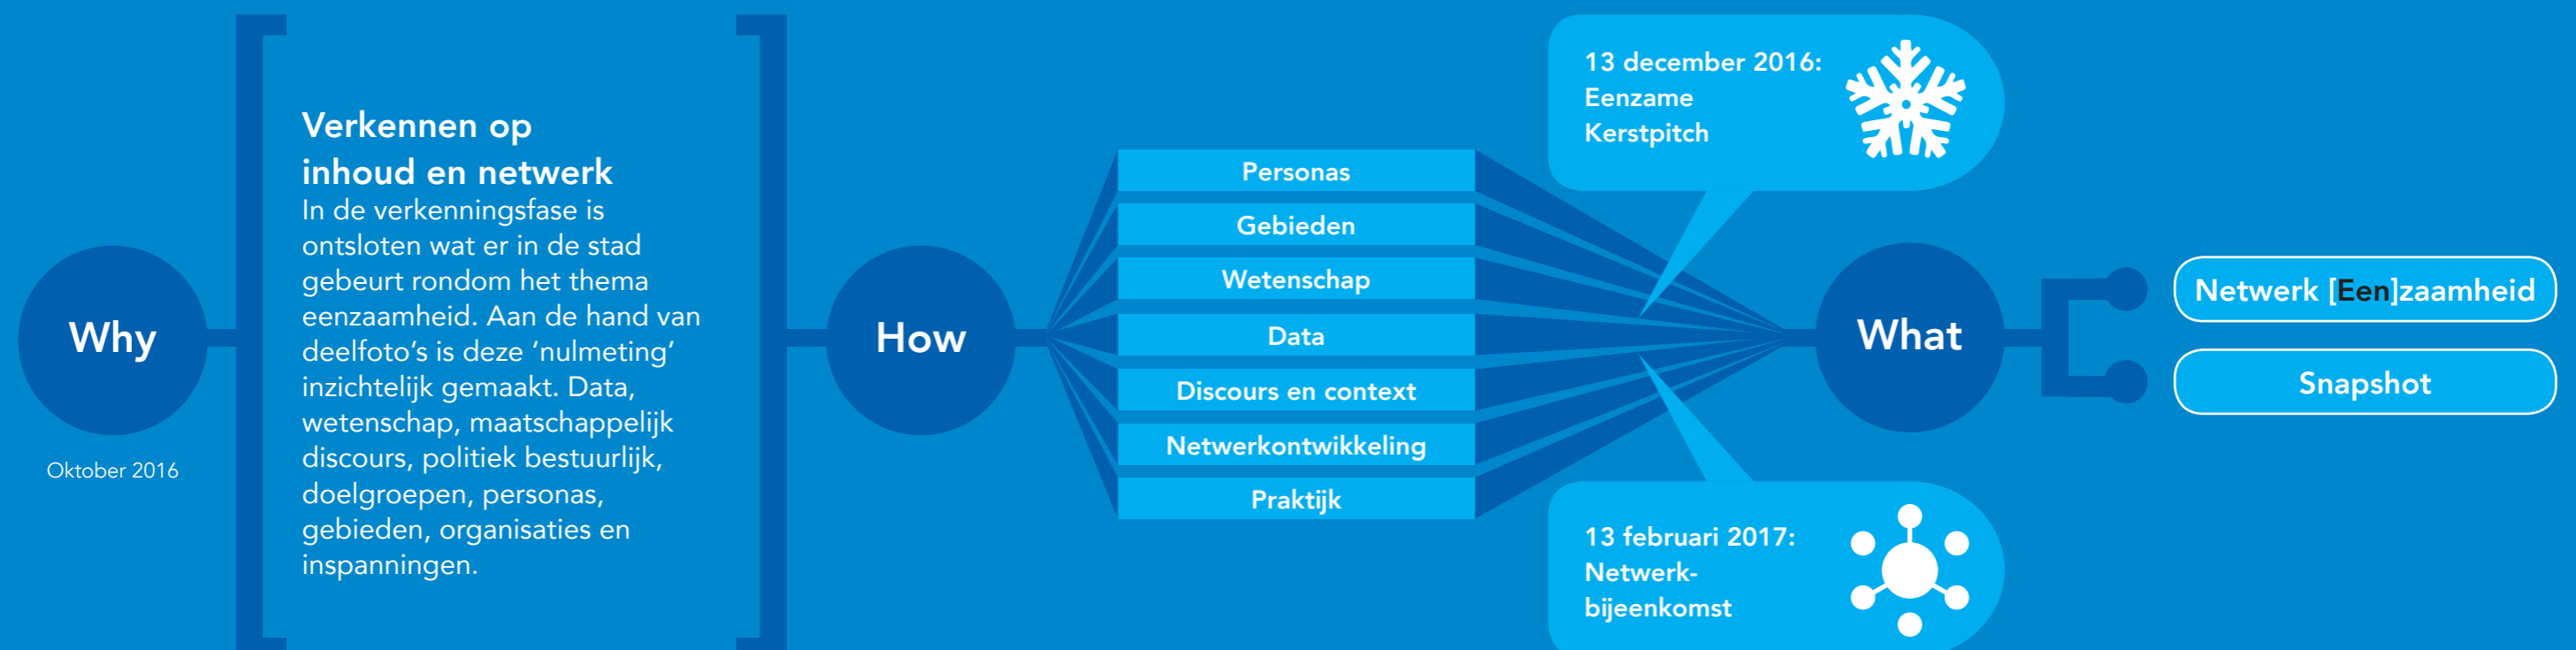 Why
Oktober 2016
Verkennen op
inhoud en netwerk
In de verkenningsfase is
ontsloten wat er in de stad
gebeurt rondom het thema
eenzaamheid. Aan de hand van
deelfoto's is deze ‘nulmeting’
inzichtelijk gemaakt. Data,
wetenschap, maatschappelijk
discours, politiek bestuurlijk,
doelgroepen, personas,
gebieden, organisaties en
inspanningen.
How
Personas
Gebieden
Wetenschap
Data
Discours en context
Netwerkontwikkeling
Praktijk
13 december 2016:
Eenzame
Kerstpitch
13 februari 2017:
Netwerk-
bijeenkomst
What
Netwerk [Een]zaamheid
Snapshot